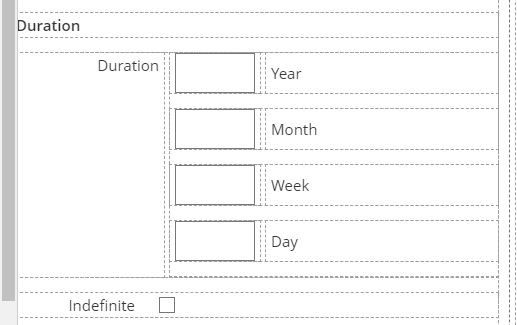 Duration
Duration
Year
Month
Week
Day
Indefinite